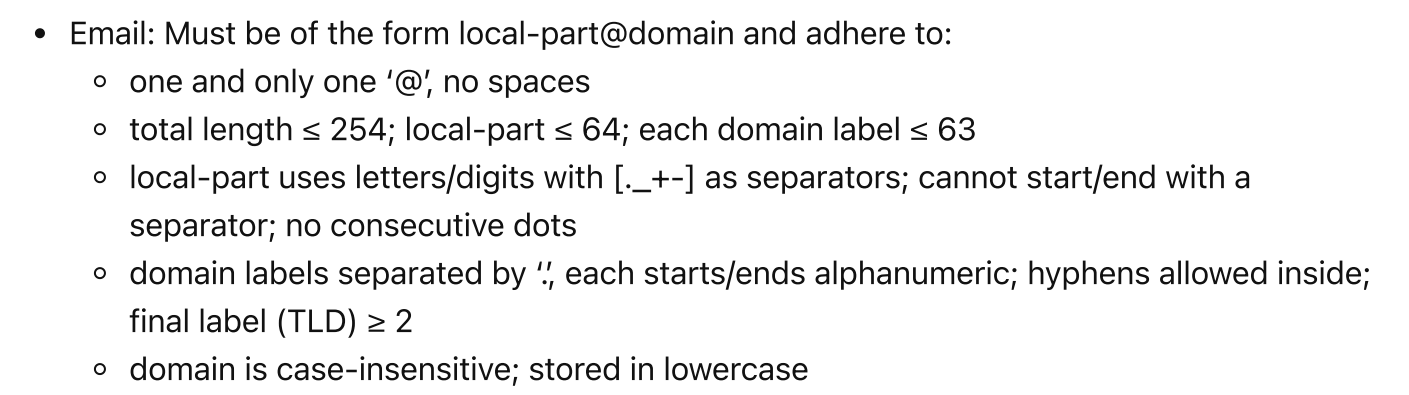 • Email: Must be of the form local-part@domain and adhere to:
◦ one and only one ‘@’, no spaces
◦ total length ≤ 254; local-part ≤ 64; each domain label ≤ 63
◦ local-part uses letters/digits with [._+-] as separators; cannot start/end with a
separator; no consecutive dots
◦ domain labels separated by ‘.’, each starts/ends alphanumeric; hyphens allowed inside;
final label (TLD) ≥ 2
◦ domain is case-insensitive; stored in lowercase